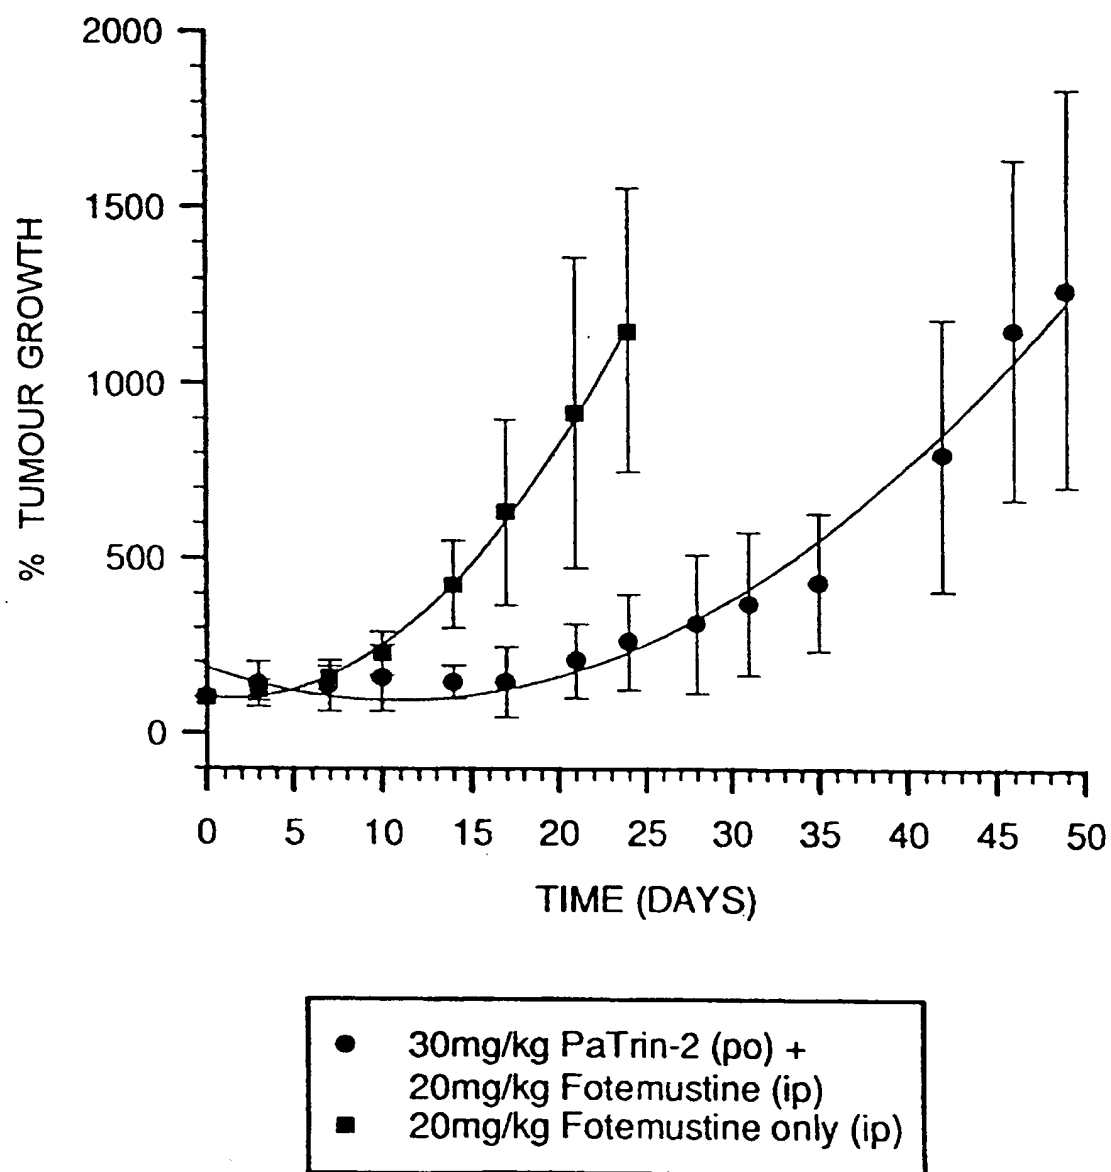 2000
1500
1000
500
0
% TUMOUR GROWTH
0 5 10 15 20 25 30 35 40 45 50
TIME (DAYS)
30mg/kg PaTrin-2 (po) +
20mg/kg Fotemustine (ip)
20mg/kg Fotemustine only (ip)